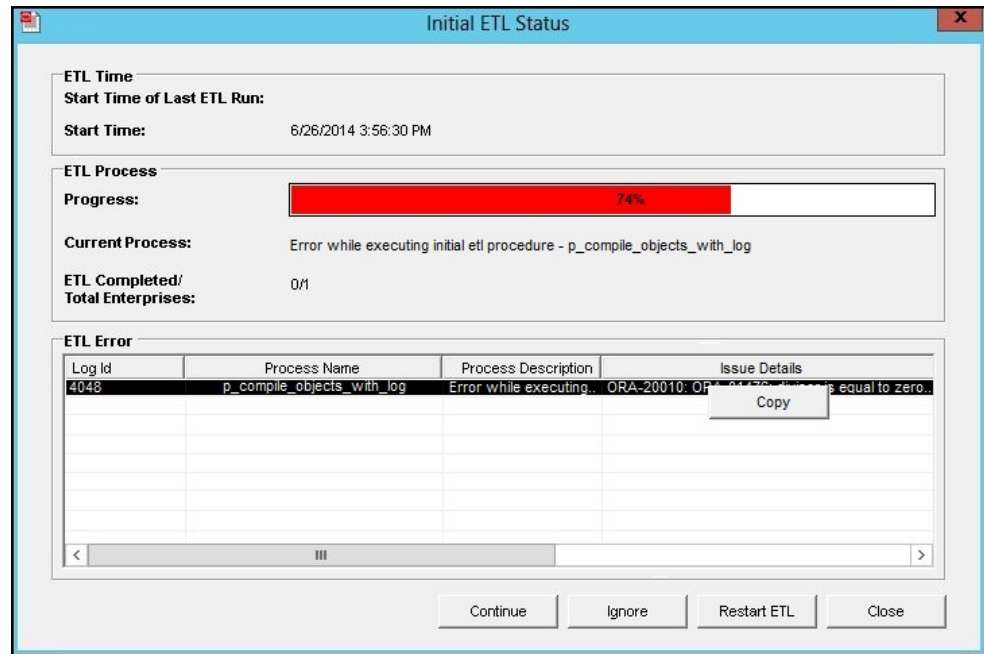 Initial ETL Status
X
ETL Time
Start Time of Last ETL Run:
Start Time: 6/26/2014 3:56:30 PM
ETL Process
Progress: 74%
Current Process: Error while executing initial etl procedure - p_compile_objects_with_log
ETL Completed/
Total Enterprises: 0/1
ETL Error
Log Id Process Name Process Description Issue Details
4048 p_compile_objects_with_log Error while executing.. ORA-20010: is equal to zero..
Copy
Continue Ignore Restart ETL Close